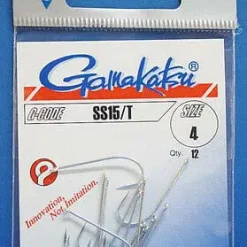 Gamakatsu®
G-CODE SS15/T
SIZE
4
Qty. 12
Innovation,
Not Imitation.